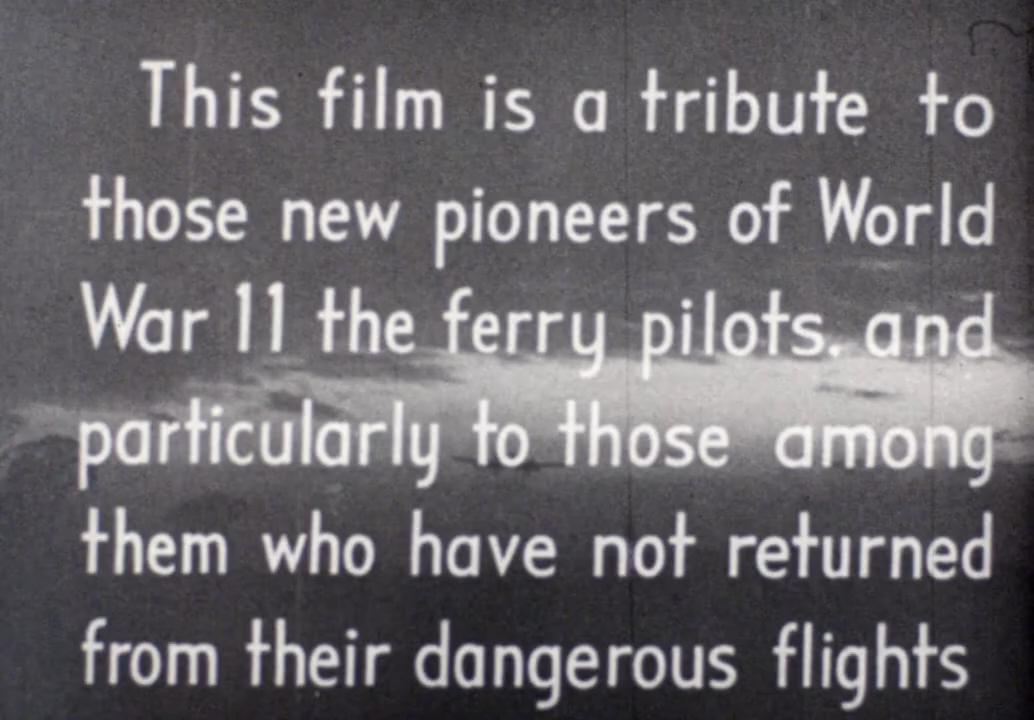 This film is a tribute to
those new pioneers of World
War 11 the ferry pilots. and
particularly to those among
them who have not returned
from their dangerous flights